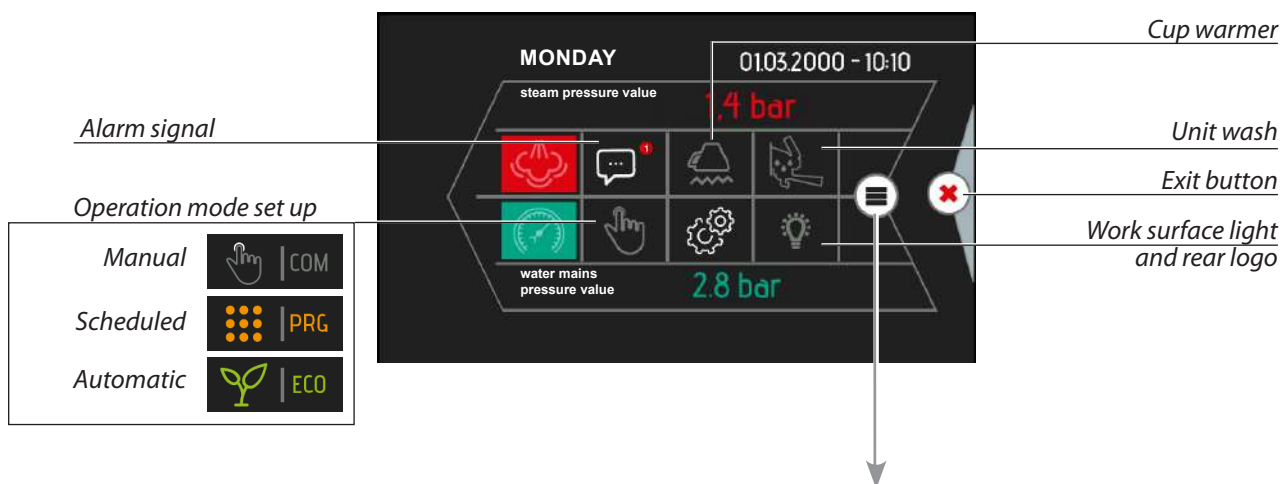 Cup warmer
MONDAY
01.03.2000 - 10:10
steam pressure value
1,4 bar
Alarm signal
1
Unit wash
Exit button
Operation mode set up
Manual
COM
Work surface light
and rear logo
water mains
pressure value
2.8 bar
Scheduled
PRG
Automatic
ECO